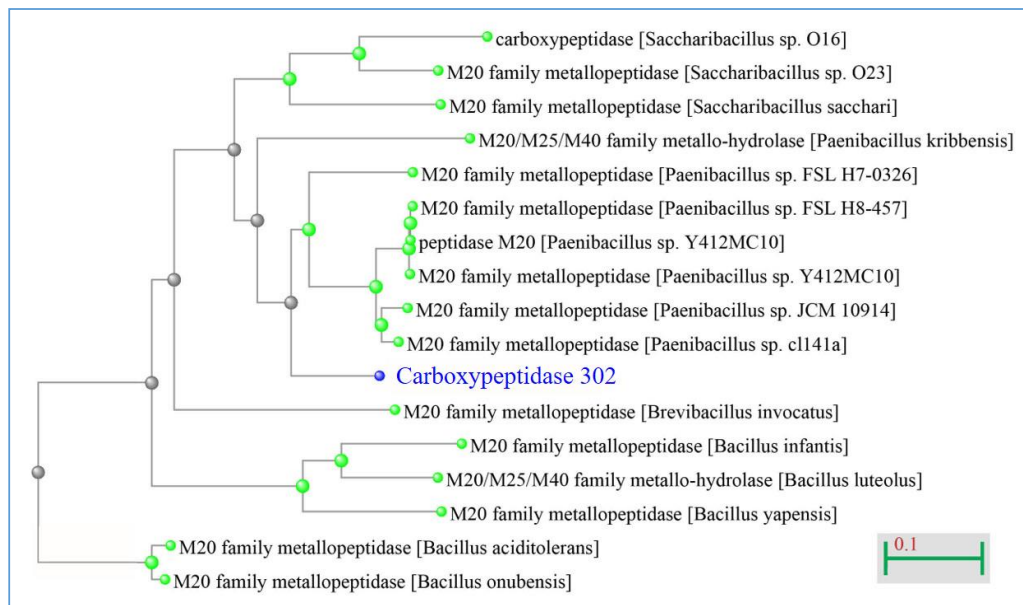 carboxypeptidase [Saccharibacillus sp. O16]
M20 family metallopeptidase [Saccharibacillus sp. O23]
M20 family metallopeptidase [Saccharibacillus sacchari]
M20/M25/M40 family metallo-hydrolase [Paenibacillus kribbensis]
M20 family metallopeptidase [Paenibacillus sp. FSL H7-0326]
M20 family metallopeptidase [Paenibacillus sp. FSL H8-457]
peptidase M20 [Paenibacillus sp. Y412MC10]
M20 family metallopeptidase [Paenibacillus sp. Y412MC10]
M20 family metallopeptidase [Paenibacillus sp. JCM 10914]
M20 family metallopeptidase [Paenibacillus sp. cl141a]
Carboxypeptidase 302
M20 family metallopeptidase [Brevibacillus invocatus]
M20 family metallopeptidase [Bacillus infantis]
M20/M25/M40 family metallo-hydrolase [Bacillus luteolus]
M20 family metallopeptidase [Bacillus yapensis]
M20 family metallopeptidase [Bacillus aciditolerans]
M20 family metallopeptidase [Bacillus onubensis]
0.1